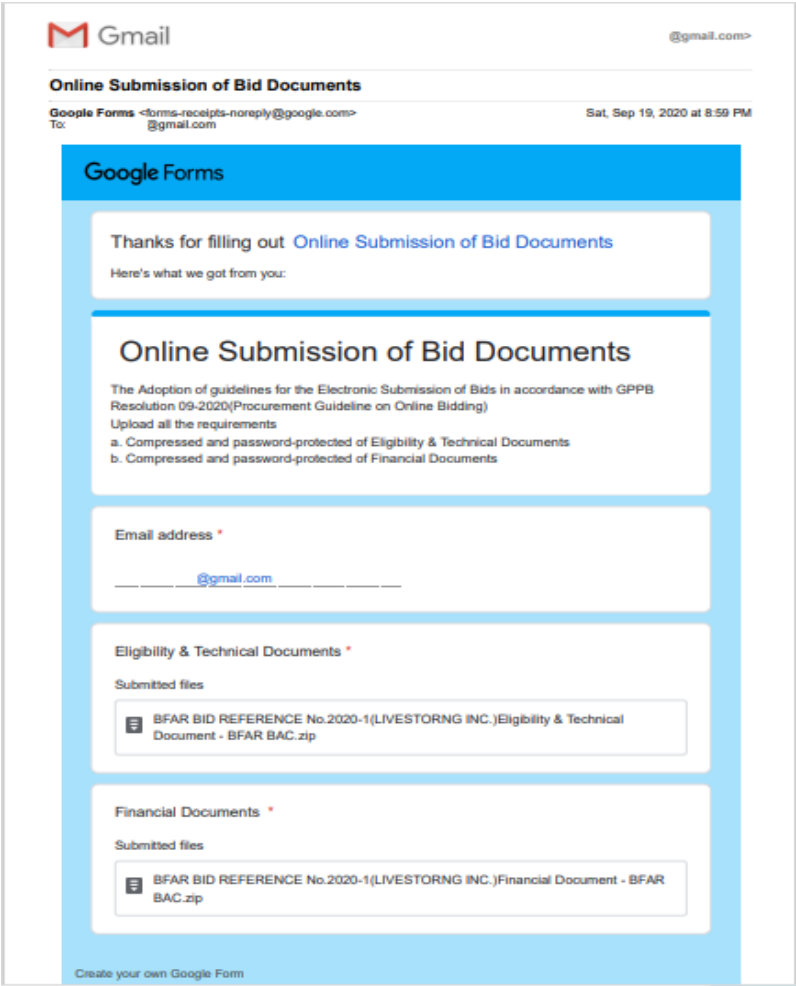 Gmail
@gmail.com>
Online Submission of Bid Documents
Google Forms <forms-receipts-noreply@google.com>
Sat, Sep 19, 2020 at 8:59 PM
To: @gmail.com
Google Forms
Thanks for filling out Online Submission of Bid Documents
Here's what we got from you:
Online Submission of Bid Documents
The Adoption of guidelines for the Electronic Submission of Bids in accordance with GPPB
Resolution 09-2020(Procurement Guideline on Online Bidding)
Upload all the requirements
a. Compressed and password-protected of Eligibility & Technical Documents
b. Compressed and password-protected of Financial Documents
Email address *
@gmail.com
Eligibility & Technical Documents *
Submitted files
BFAR BID REFERENCE No.2020-1(LIVESTORNG INC.)Eligibility & Technical
Document - BFAR BAC.zip
Financial Documents *
Submitted files
BFAR BID REFERENCE No.2020-1(LIVESTORNG INC.)Financial Document - BFAR
BAC.zip
Create your own Google Form